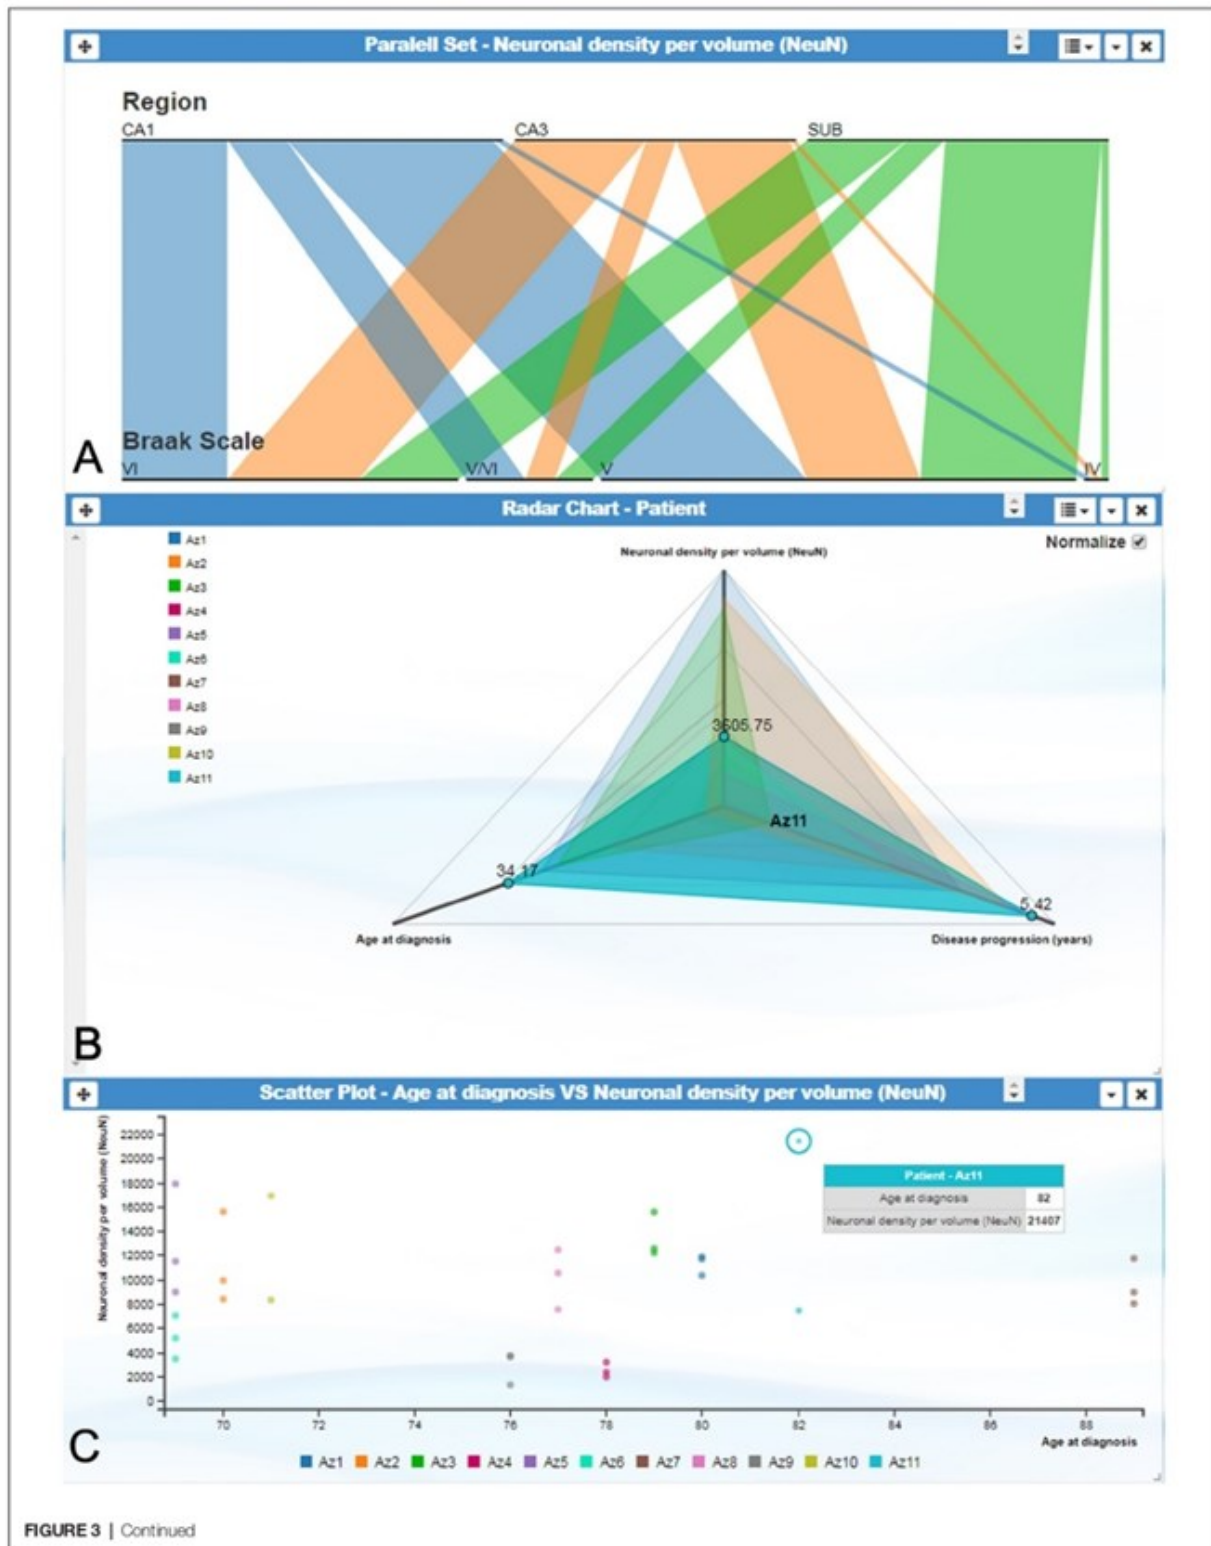 Paralell Set - Neuronal density per volume (NeuN)
Region
CA1 CA3 SUB
Braak Scale
VI V/VI V IV
A
Radar Chart - Patient
Normalize
Az1
Az2
Az3
Az4
Az5
Az6
Az7
Az8
Az9
Az10
Az11
Neuronal density per volume (NeuN)
3605.75
Az11
34.17
5.42
Age at diagnosis
Disease progression (years)
B
Scatter Plot - Age at diagnosis VS Neuronal density per volume (NeuN)
Neuronal density per volume (NeuN)
22000
20000
18000
16000
14000
12000
10000
8000
6000
4000
2000
0
Patient - Az11
Age at diagnosis 82
Neuronal density per volume (NeuN) 21407
70 72 74 76 78 80 82 84 86 88
Age at diagnosis
C
Az1 Az2 Az3 Az4 Az5 Az6 Az7 Az8 Az9 Az10 Az11
FIGURE 3 | Continued